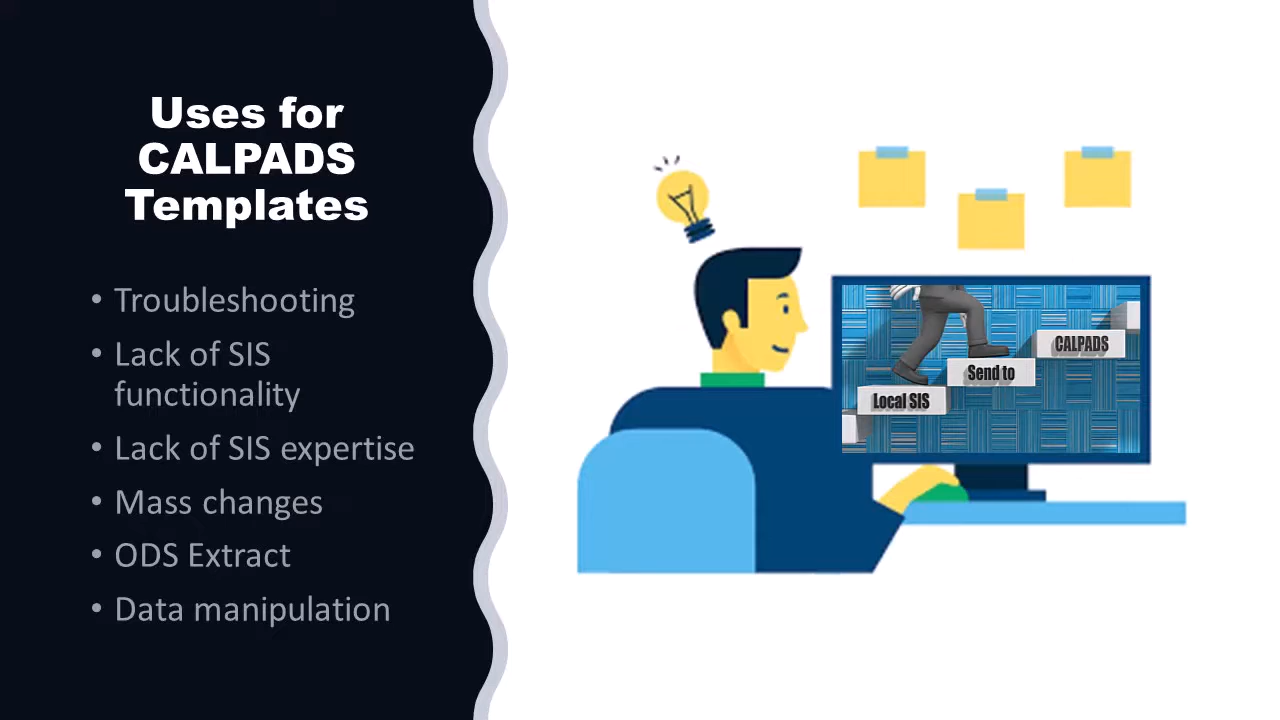 Uses for
CALPADS
Templates
• Troubleshooting
• Lack of SIS
functionality
• Lack of SIS expertise
• Mass changes
• ODS Extract
• Data manipulation
CALPADS
Send to
Local SIS